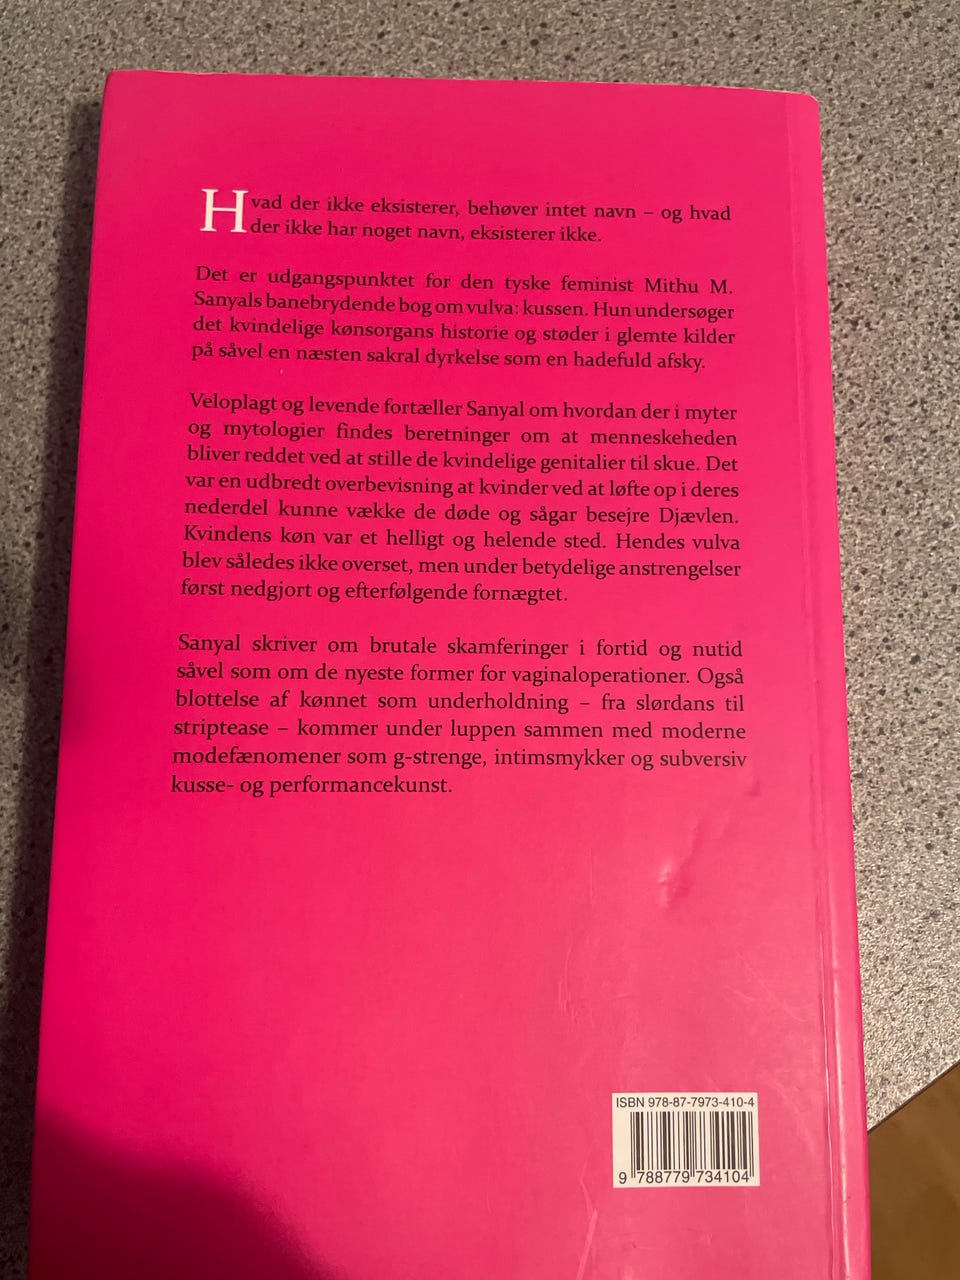 Hvad der ikke eksisterer, behøver intet navn – og hvad
der ikke har noget navn, eksisterer ikke.
Det er udgangspunktet for den tyske feminist Mithu M.
Sanyals banebrydende bog om vulva: kussen. Hun undersøger
det kvindelige kønsorgans historie og støder i glemte kilder
på såvel en næsten sakral dyrkelse som en hadefuld afsky.
Veloplagt og levende fortæller Sanyal om hvordan der i myter
og mytologier findes beretninger om at menneskeheden
bliver reddet ved at stille de kvindelige genitalier til skue. Det
var en udbredt overbevisning at kvinder ved at løfte op i deres
nederdel kunne vække de døde og sågar besejre Djævlen.
Kvindens køn var et helligt og helende sted. Hendes vulva
blev således ikke overset, men under betydelige anstrengelser
først nedgjort og efterfølgende fornægtet.
Sanyal skriver om brutale skamferinger i fortid og nutid
såvel som om de nyeste former for vaginaloperationer. Også
blottelse af kønnet som underholdning – fra slørdans til
striptease – kommer under luppen sammen med moderne
modefænomener som g-strenge, intimsmykker og subversiv
kusse- og performancekunst.
ISBN 978-87-7973-410-4
9 788779 734104